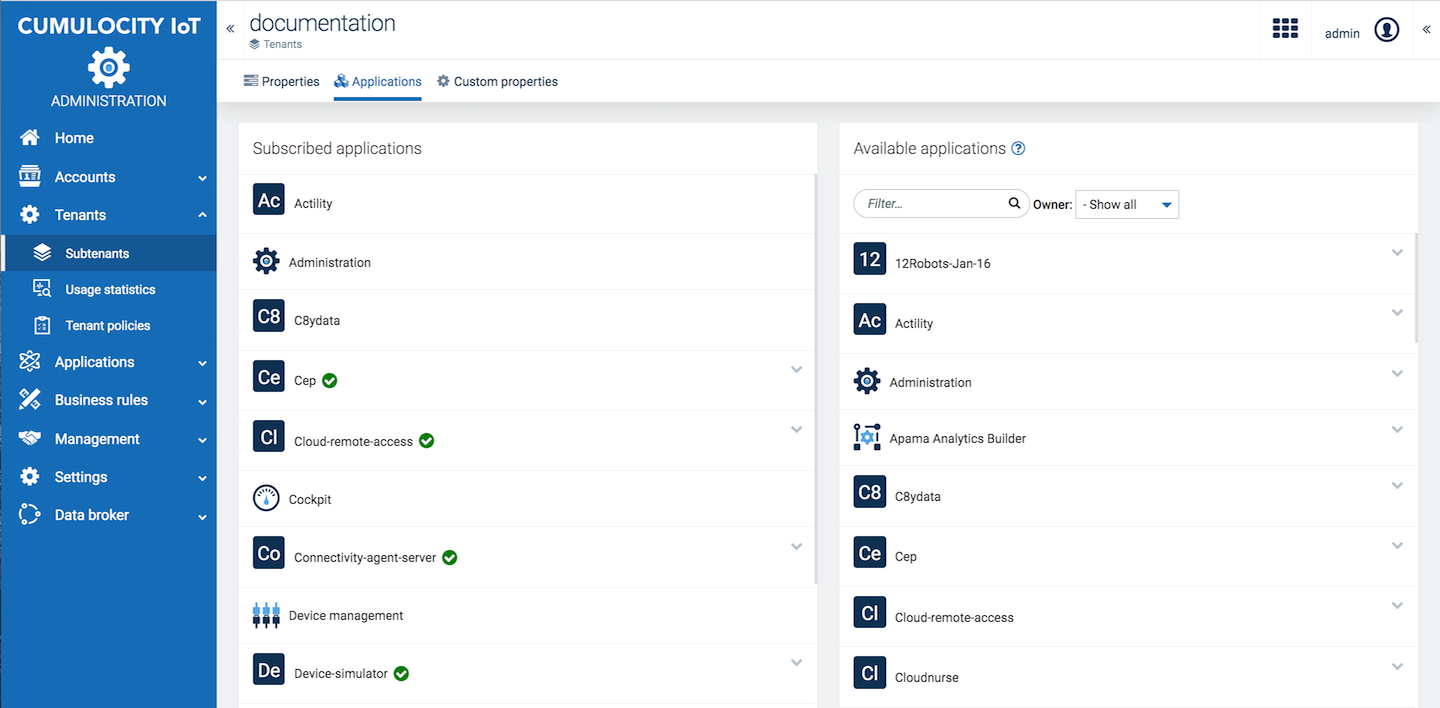 CUMULOCITY IoT
ADMINISTRATION
Home
Accounts
Tenants
Subtenants
Usage statistics
Tenant policies
Applications
Business rules
Management
Settings
Data broker
documentation
Tenants
admin
Properties
Applications
Custom properties
Subscribed applications
Ac Actility
Administration
C8 C8ydata
Ce Cep
Cl Cloud-remote-access
Cockpit
Co Connectivity-agent-server
Device management
De Device-simulator
Available applications
Filter... Owner: - Show all
12 12Robots-Jan-16
Ac Actility
Administration
Apama Analytics Builder
C8 C8ydata
Ce Cep
Cl Cloud-remote-access
Cl Cloudnurse